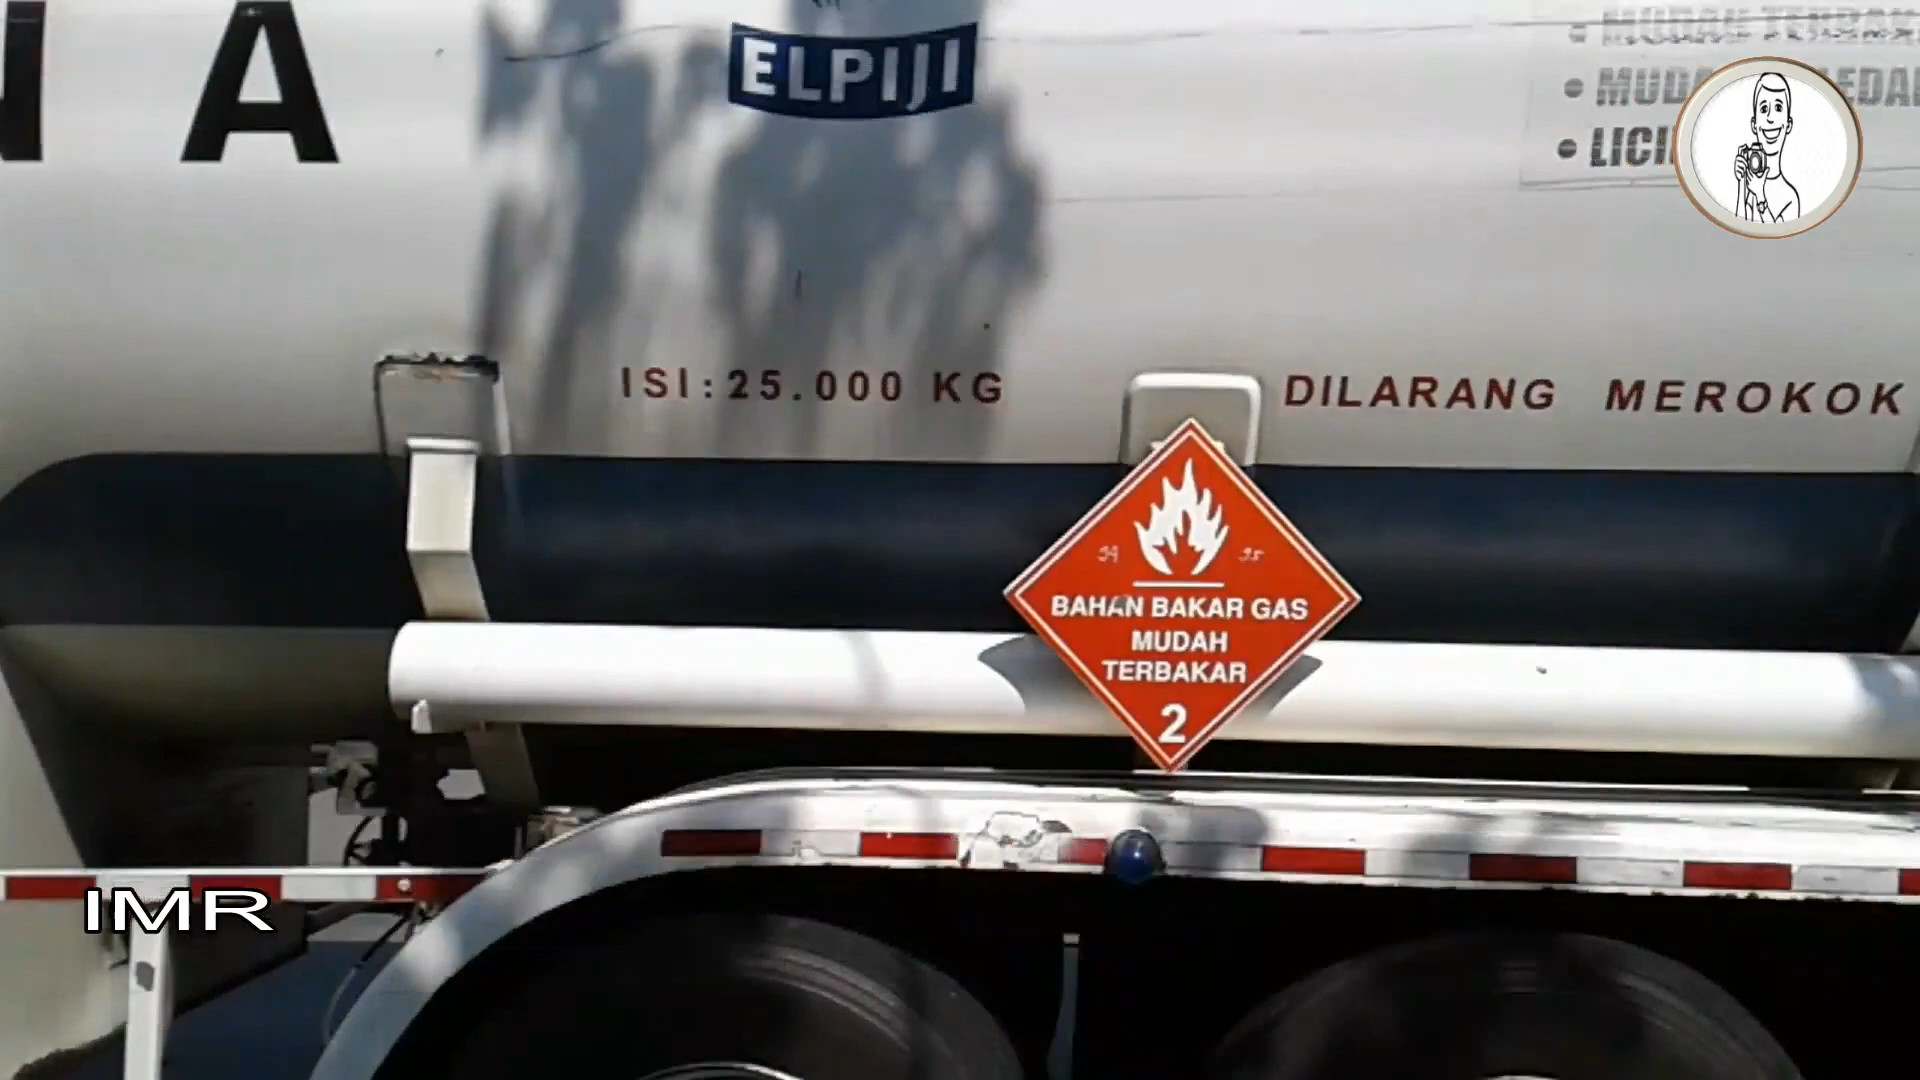 A
ELPIJI
MUDAH
LICI
ISI : 25.000 KG
DILARANG MEROKOK
BAHAN BAKAR GAS
MUDAH
TERBAKAR
2
IMR